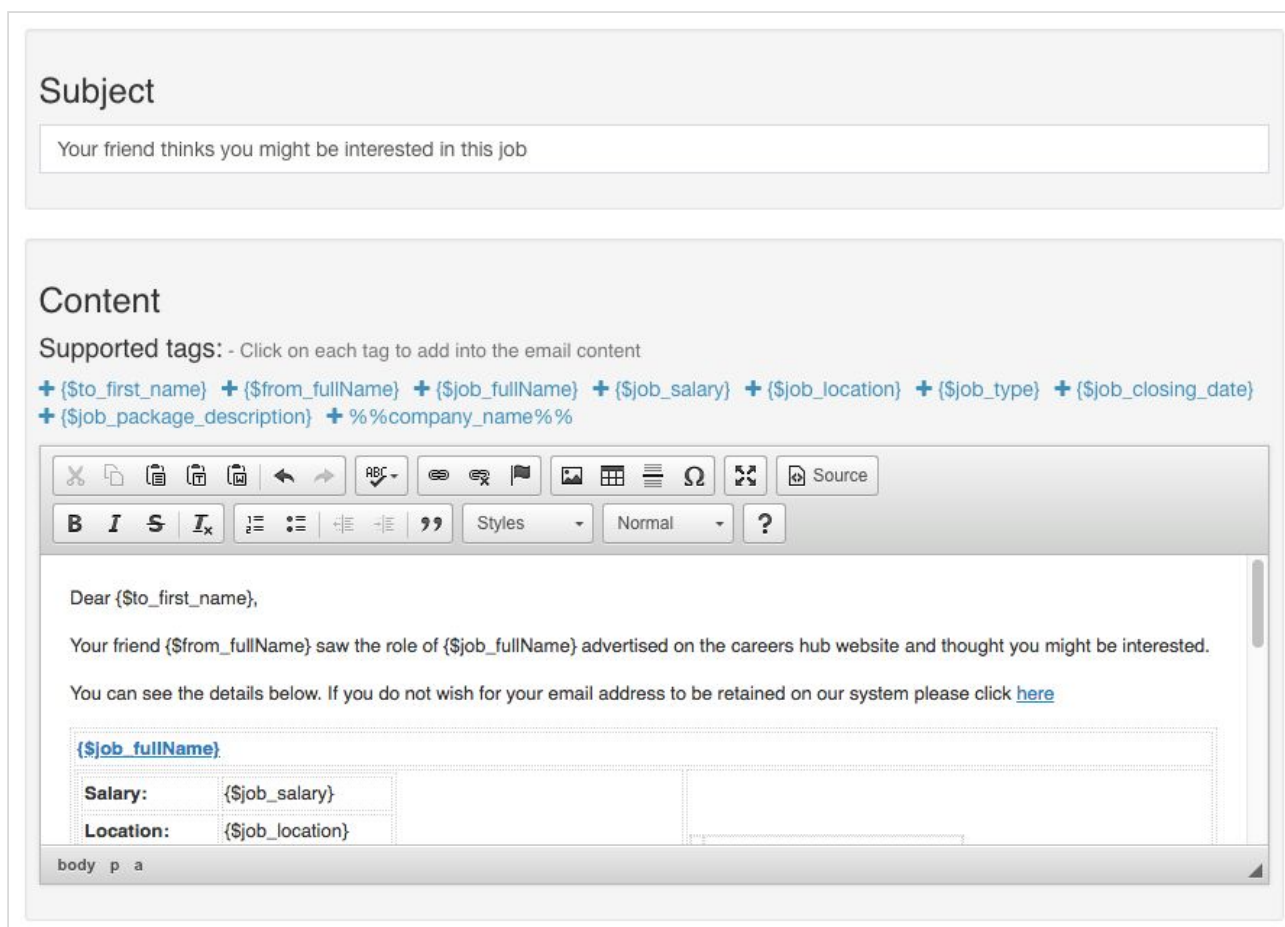 Subject
Your friend thinks you might be interested in this job
Content
Supported tags: - Click on each tag to add into the email content
+ {$to_first_name} + {$from_fullName} + {$job_fullName} + {$job_salary} + {$job_location} + {$job_type} + {$job_closing_date}
+ {$job_package_description} + %%company_name%%
ABC Ω Source
B I S Ix Styles Normal ?
Dear {$to_first_name},
Your friend {$from_fullName} saw the role of {$job_fullName} advertised on the careers hub website and thought you might be interested.
You can see the details below. If you do not wish for your email address to be retained on our system please click here
{$job_fullName}
Salary: {$job_salary}
Location: {$job_location}
body p a